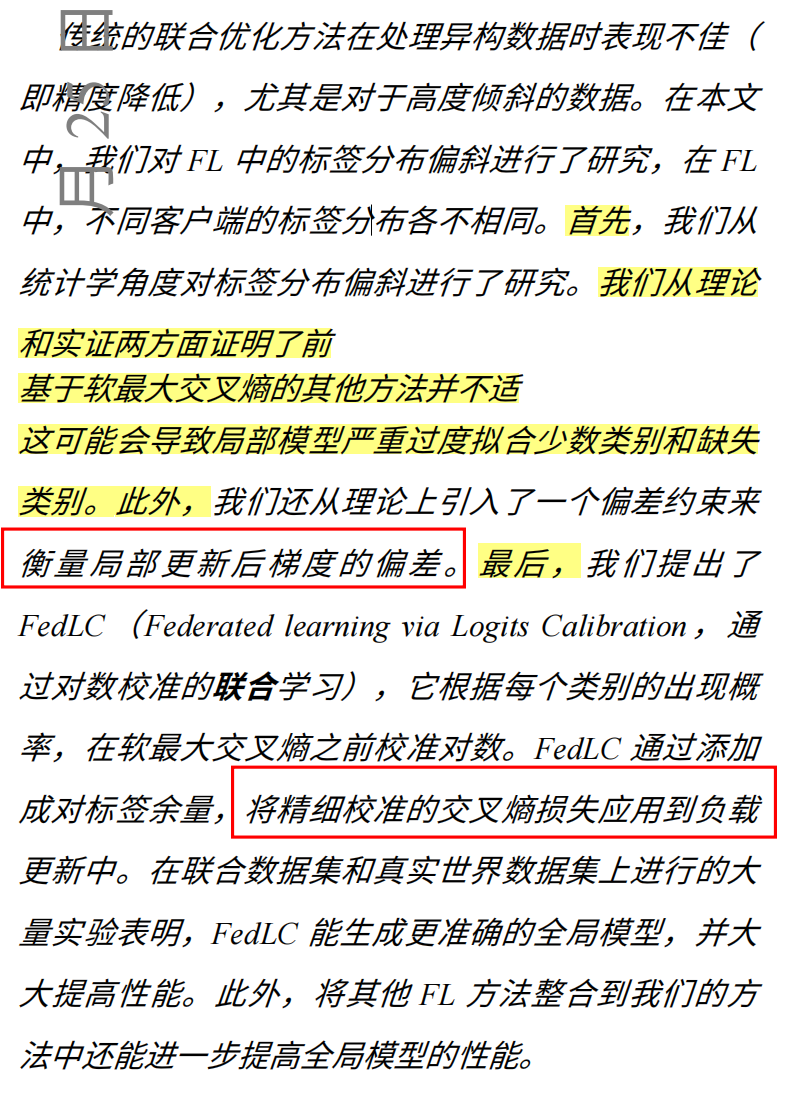 传统的联合优化方法在处理异构数据时表现不佳（
即精度降低），尤其是对于高度倾斜的数据。在本文
中，我们对 FL 中的标签分布偏斜进行了研究，在 FL
中，不同客户端的标签分布各不相同。首先，我们从
统计学角度对标签分布偏斜进行了研究。我们从理论
和实证两方面证明了前
基于软最大交叉熵的其他方法并不适
这可能会导致局部模型严重过度拟合少数类别和缺失
类别。此外，我们还从理论上引入了一个偏差约束来
衡量局部更新后梯度的偏差。最后，我们提出了
FedLC （Federated learning via Logits Calibration，通
过对数校准的联合学习），它根据每个类别的出现概
率，在软最大交叉熵之前校准对数。FedLC 通过添加
成对标签余量，将精细校准的交叉熵损失应用到负载
更新中。在联合数据集和真实世界数据集上进行的大
量实验表明，FedLC 能生成更准确的全局模型，并大
大提高性能。此外，将其他 FL 方法整合到我们的方
法中还能进一步提高全局模型的性能。
月 25 日